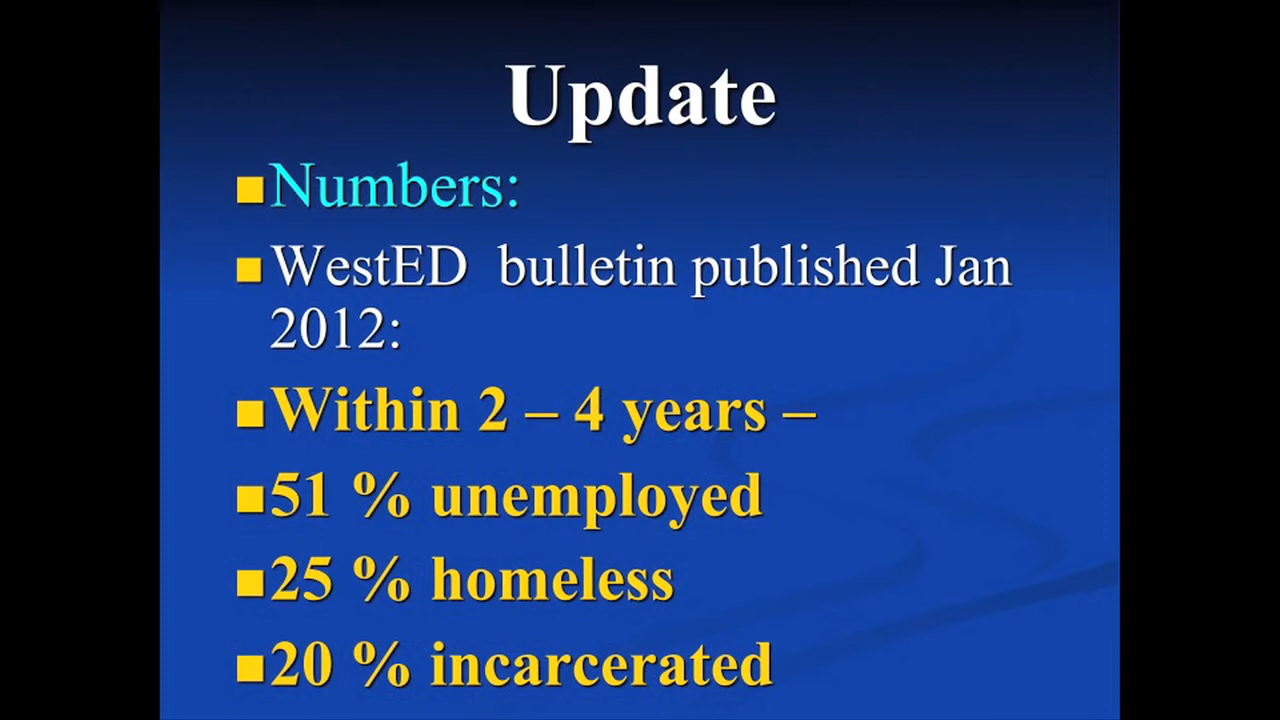 Update
■Numbers:
■WestED bulletin published Jan
2012:
■Within 2 – 4 years –
■51 % unemployed
■25 % homeless
■20 % incarcerated